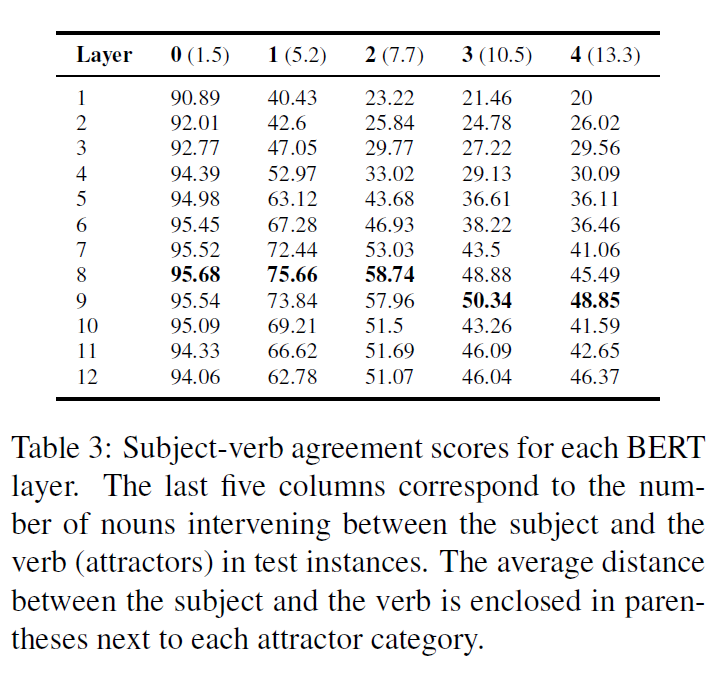 Layer 0 (1.5) 1 (5.2) 2 (7.7) 3 (10.5) 4 (13.3)
1 90.89 40.43 23.22 21.46 20
2 92.01 42.6 25.84 24.78 26.02
3 92.77 47.05 29.77 27.22 29.56
4 94.39 52.97 33.02 29.13 30.09
5 94.98 63.12 43.68 36.61 36.11
6 95.45 67.28 46.93 38.22 36.46
7 95.52 72.44 53.03 43.5 41.06
8 95.68 75.66 58.74 48.88 45.49
9 95.54 73.84 57.96 50.34 48.85
10 95.09 69.21 51.5 43.26 41.59
11 94.33 66.62 51.69 46.09 42.65
12 94.06 62.78 51.07 46.04 46.37
Table 3: Subject-verb agreement scores for each BERT
layer. The last five columns correspond to the num-
ber of nouns intervening between the subject and the
verb (attractors) in test instances. The average distance
between the subject and the verb is enclosed in paren-
theses next to each attractor category.